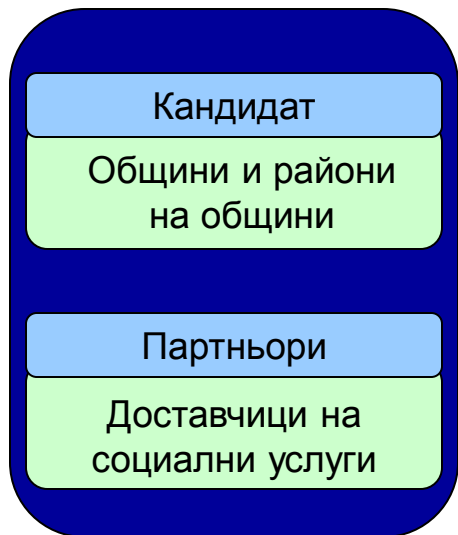 Кандидат
Общини и райони
на общини
Партньори
Доставчици на
социални услуги